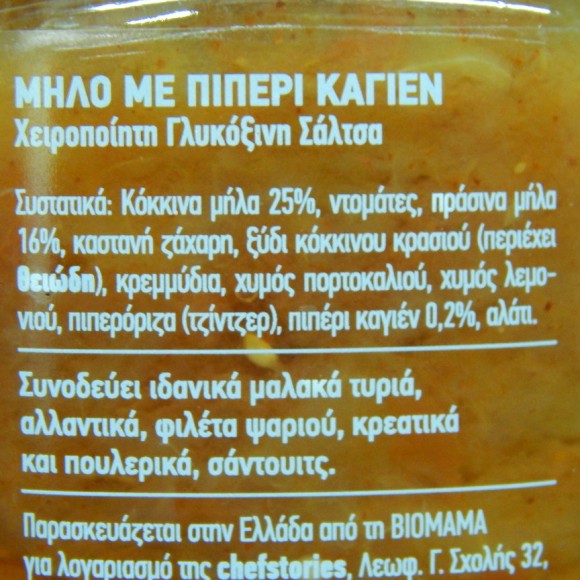 ΜΗΛΟ ΜΕ ΠΙΠΕΡΙ ΚΑΓΙΕΝ
Χειροποίητη Γλυκόξινη Σάλτσα
Συστατικά: Κόκκινα μήλα 25%, ντομάτες, πράσινα μήλα
16%, καστανή ζάχαρη, ξύδι κόκκινου κρασιού (περιέχει
θειώδη), κρεμμύδια, χυμός πορτοκαλιού, χυμός λεμο-
νιού, πιπερόριζα (τζίντζερ), πιπέρι καγιέν 0,2%, αλάτι.
Συνοδεύει ιδανικά μαλακά τυριά,
αλλαντικά, φιλέτα ψαριού, κρεατικά
και πουλερικά, σάντουιτς.
Παρασκευάζεται στην Ελλάδα από τη BIOMAMA
για λογαριασμό της chefstories, Λεωφ. Γ. Σχολής 32,